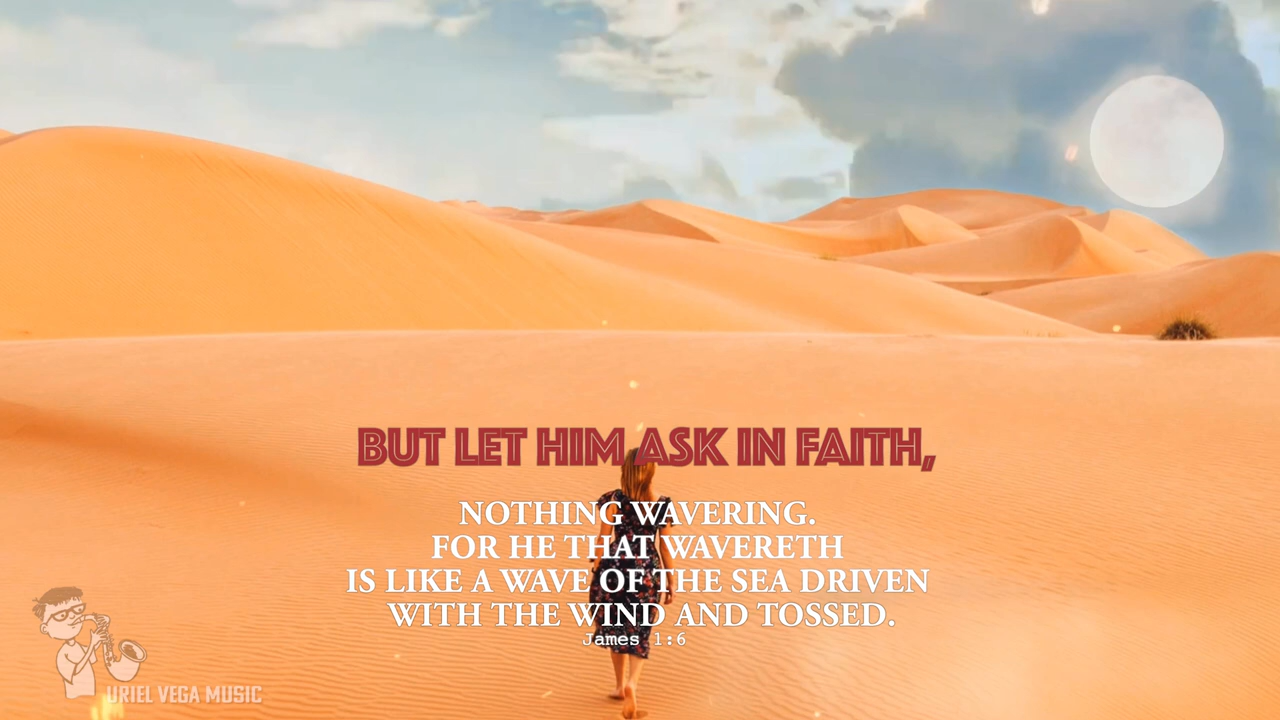 BUT LET HIM ASK IN FAITH,
NOTHING WAVERING.
FOR HE THAT WAVERETH
IS LIKE A WAVE OF THE SEA DRIVEN
WITH THE WIND AND TOSSED.
James 1:6
URIEL VEGA MUSIC